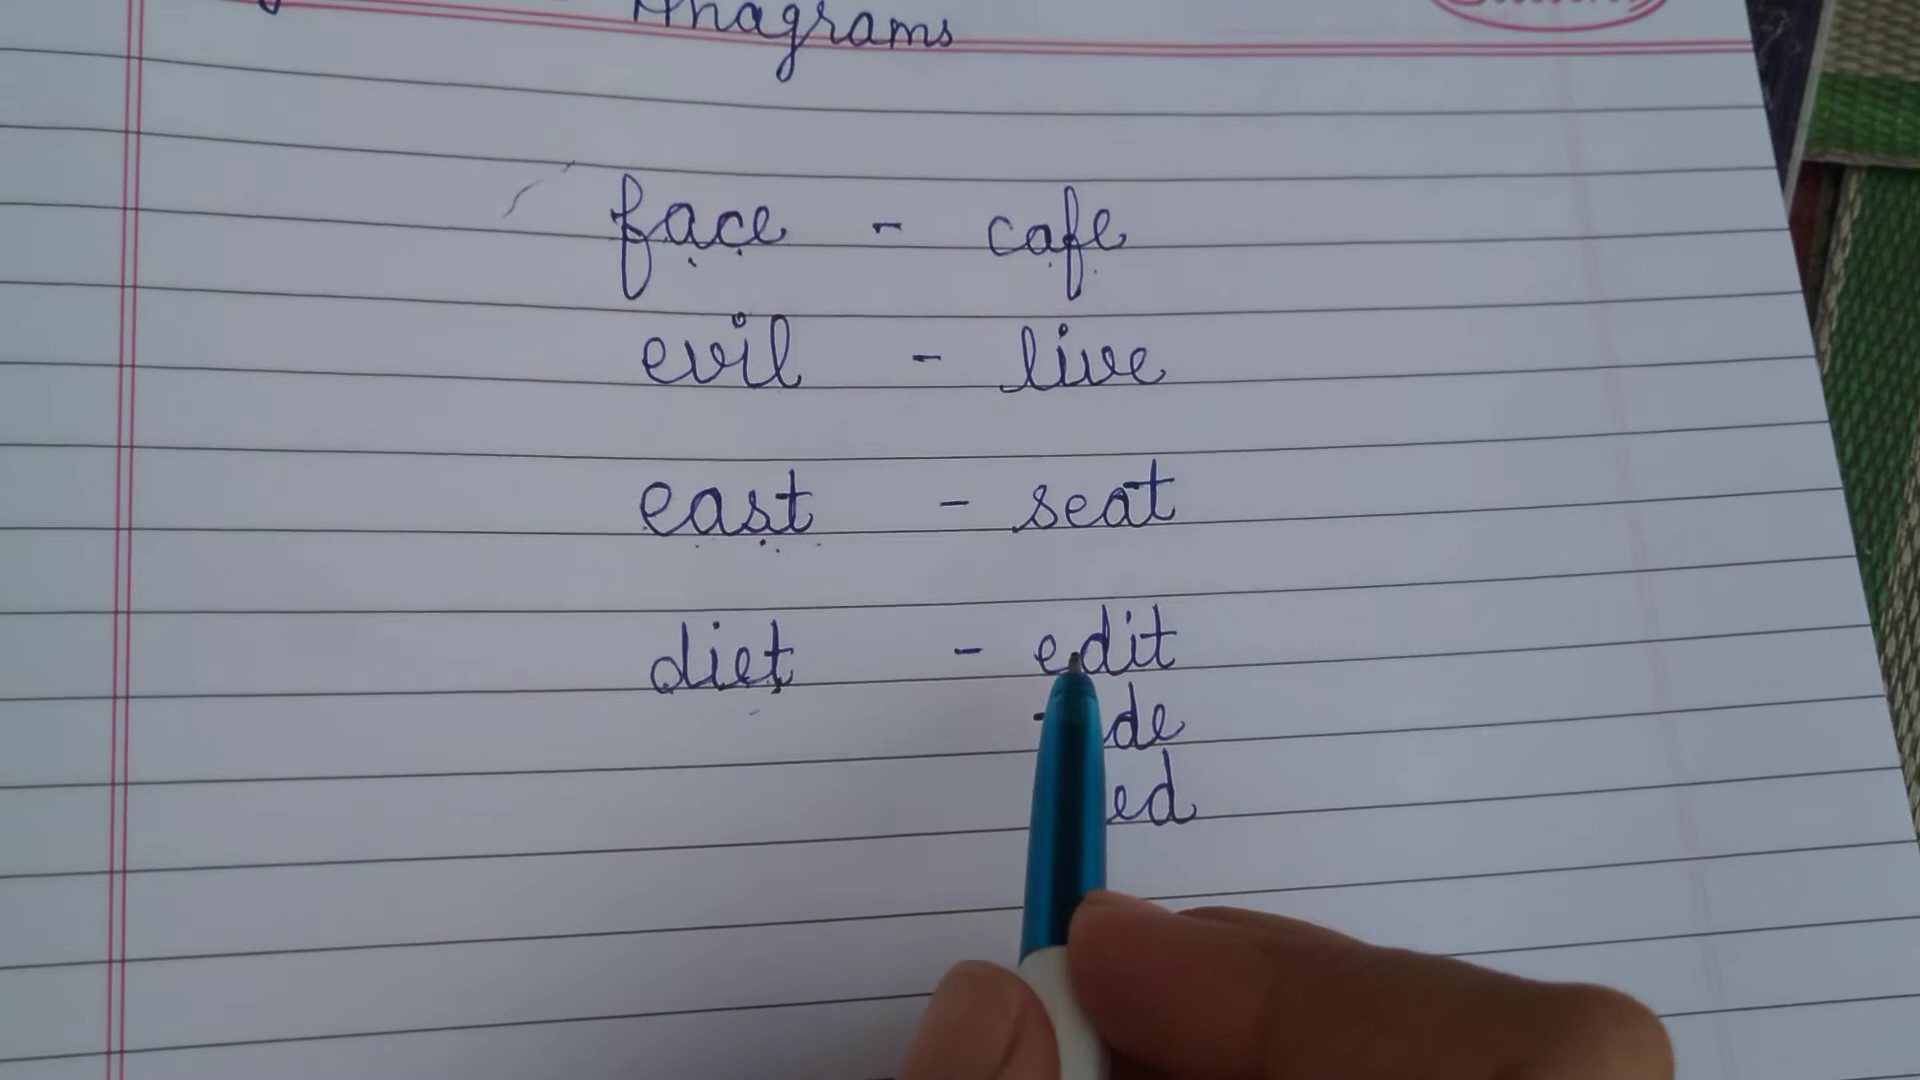 Anagrams
face - cafe
evil - live
east - seat
diet - edit
de
ed